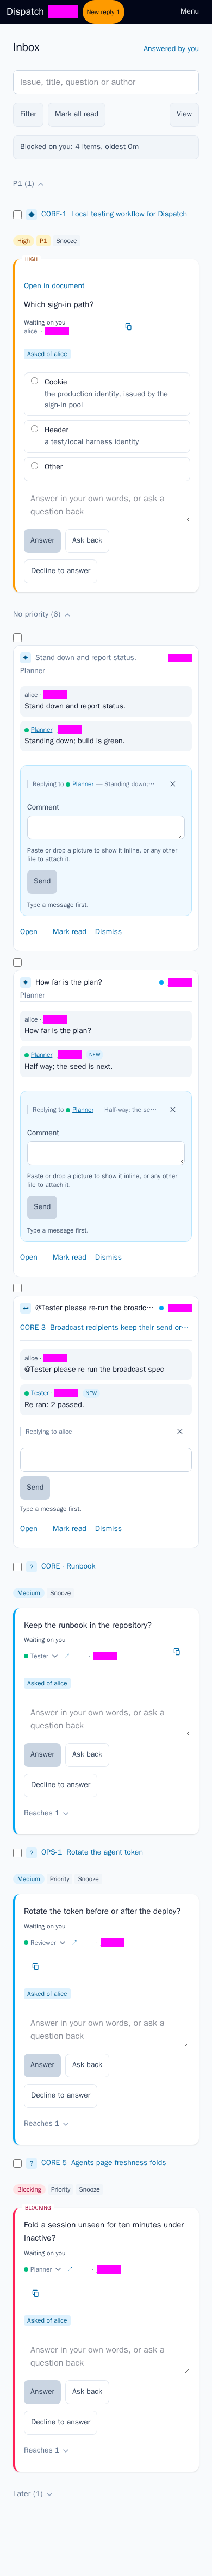 Dispatch
New reply 1
Menu
Inbox
Answered by you
Issue, title, question or author
Filter
Mark all read
View
Blocked on you: 4 items, oldest 0m
P1 (1)
CORE-1 Local testing workflow for Dispatch
High P1 Snooze
HIGH
Open in document
Which sign-in path?
Waiting on you
alice ·
Asked of alice
Cookie
the production identity, issued by the
sign-in pool
Header
a test/local harness identity
Other
Answer in your own words, or ask a
question back
Answer
Ask back
Decline to answer
No priority (6)
Stand down and report status.
Planner
alice ·
Stand down and report status.
Planner ·
Standing down; build is green.
Replying to Planner — Standing down;…
Comment
Paste or drop a picture to show it inline, or any other
file to attach it.
Send
Type a message first.
Open Mark read Dismiss
How far is the plan?
Planner
alice ·
How far is the plan?
Planner · NEW
Half-way; the seed is next.
Replying to Planner — Half-way; the se…
Comment
Paste or drop a picture to show it inline, or any other
file to attach it.
Send
Type a message first.
Open Mark read Dismiss
@Tester please re-run the broadc…
CORE-3 Broadcast recipients keep their send or…
alice ·
@Tester please re-run the broadcast spec
Tester · NEW
Re-ran: 2 passed.
Replying to alice
Send
Type a message first.
Open Mark read Dismiss
? CORE · Runbook
Medium Snooze
Keep the runbook in the repository?
Waiting on you
Tester ↗
Asked of alice
Answer in your own words, or ask a
question back
Answer
Ask back
Decline to answer
Reaches 1
? OPS-1 Rotate the agent token
Medium Priority Snooze
Rotate the token before or after the deploy?
Waiting on you
Reviewer ↗
Asked of alice
Answer in your own words, or ask a
question back
Answer
Ask back
Decline to answer
Reaches 1
? CORE-5 Agents page freshness folds
Blocking Priority Snooze
BLOCKING
Fold a session unseen for ten minutes under
Inactive?
Waiting on you
Planner ↗
Asked of alice
Answer in your own words, or ask a
question back
Answer
Ask back
Decline to answer
Reaches 1
Later (1)